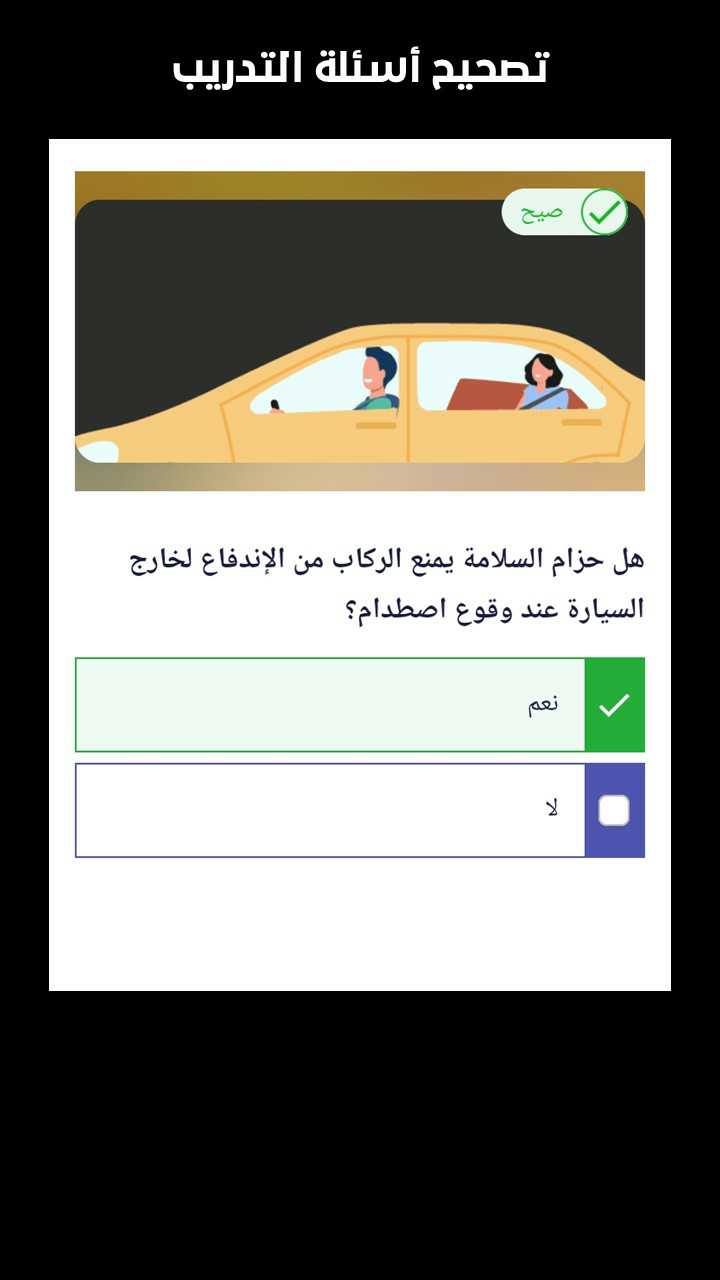 تصحيح أسئلة التدريب
صيح
هل حزام السلامة يمنع الركاب من الإندفاع لخارج
السيارة عند وقوع اصطدام؟
نعم
لا